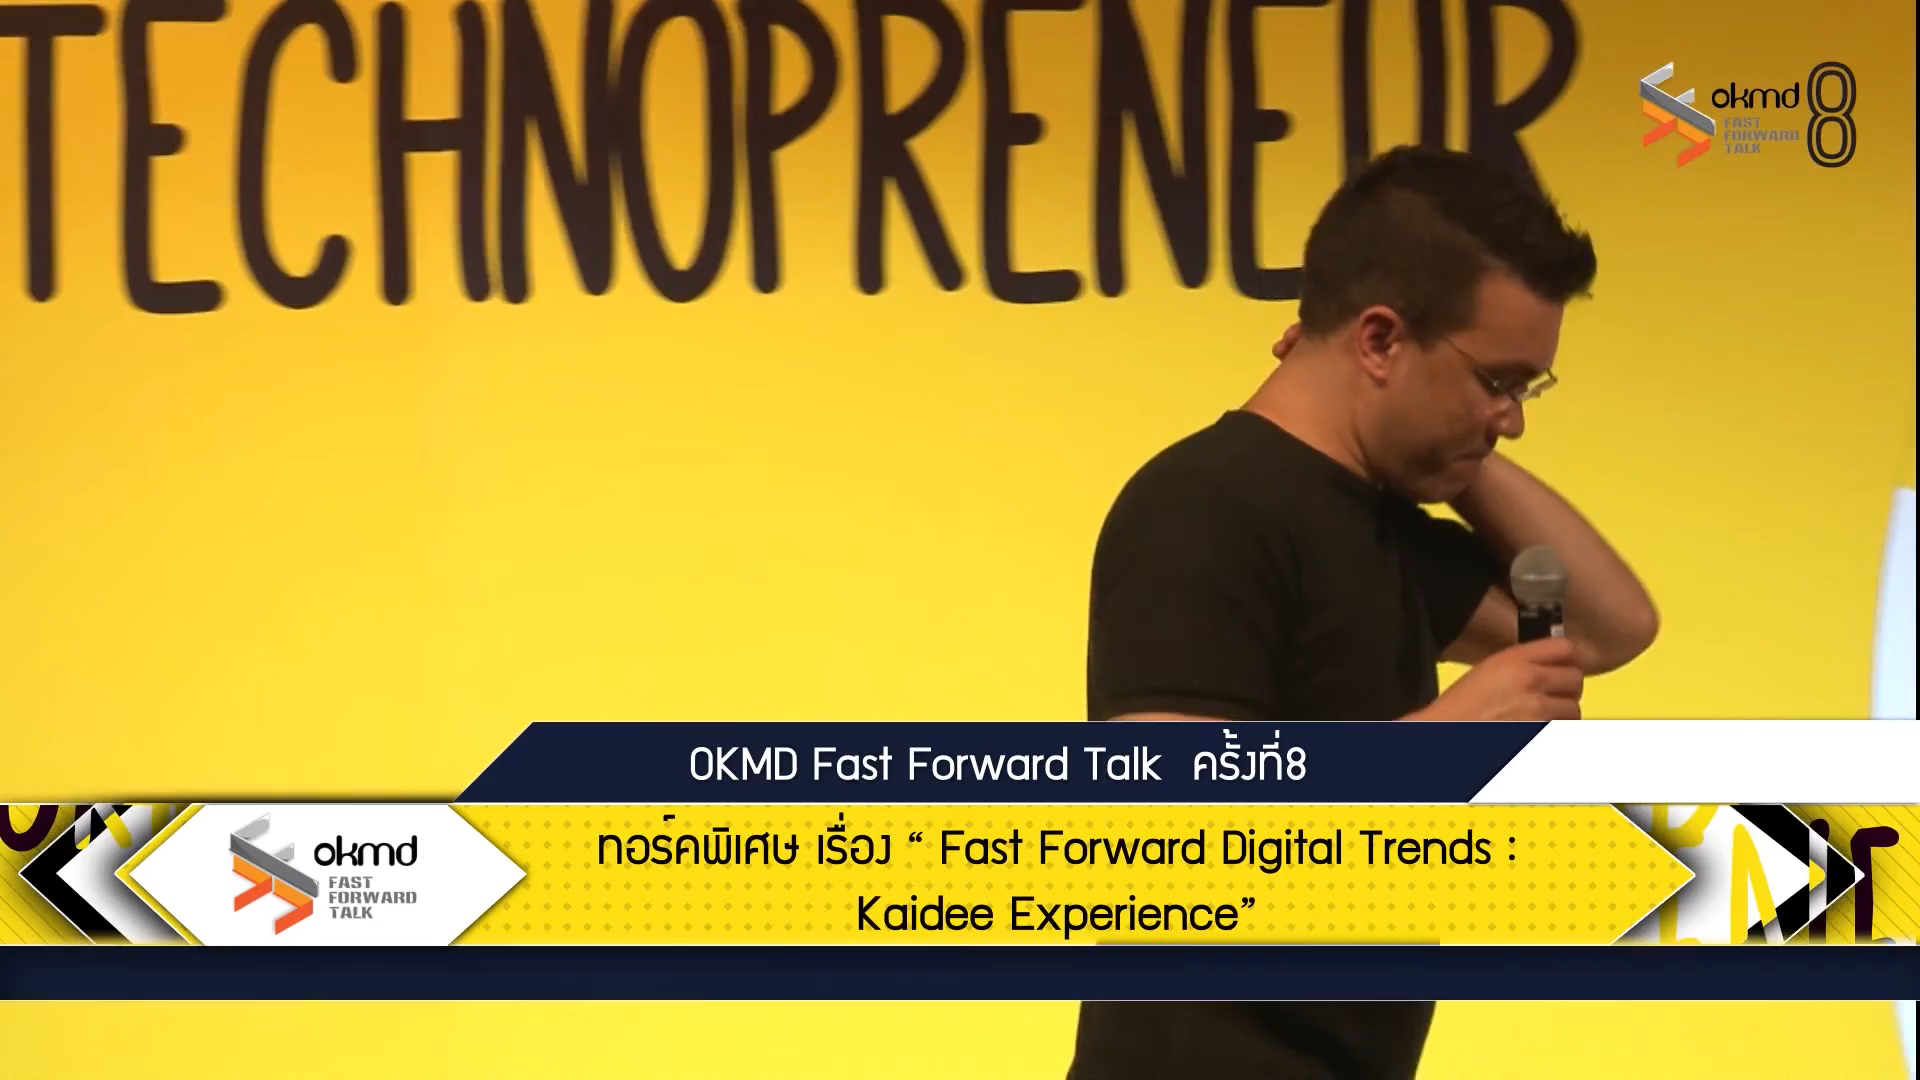 TECHNOPRENEUR
okmd 8
FAST
FORWARD
TALK
OKMD Fast Forward Talk ครั้งที่8
okmd
FAST
FORWARD
TALK
ทอร์คพิเศษ เรื่อง “ Fast Forward Digital Trends :
Kaidee Experience”